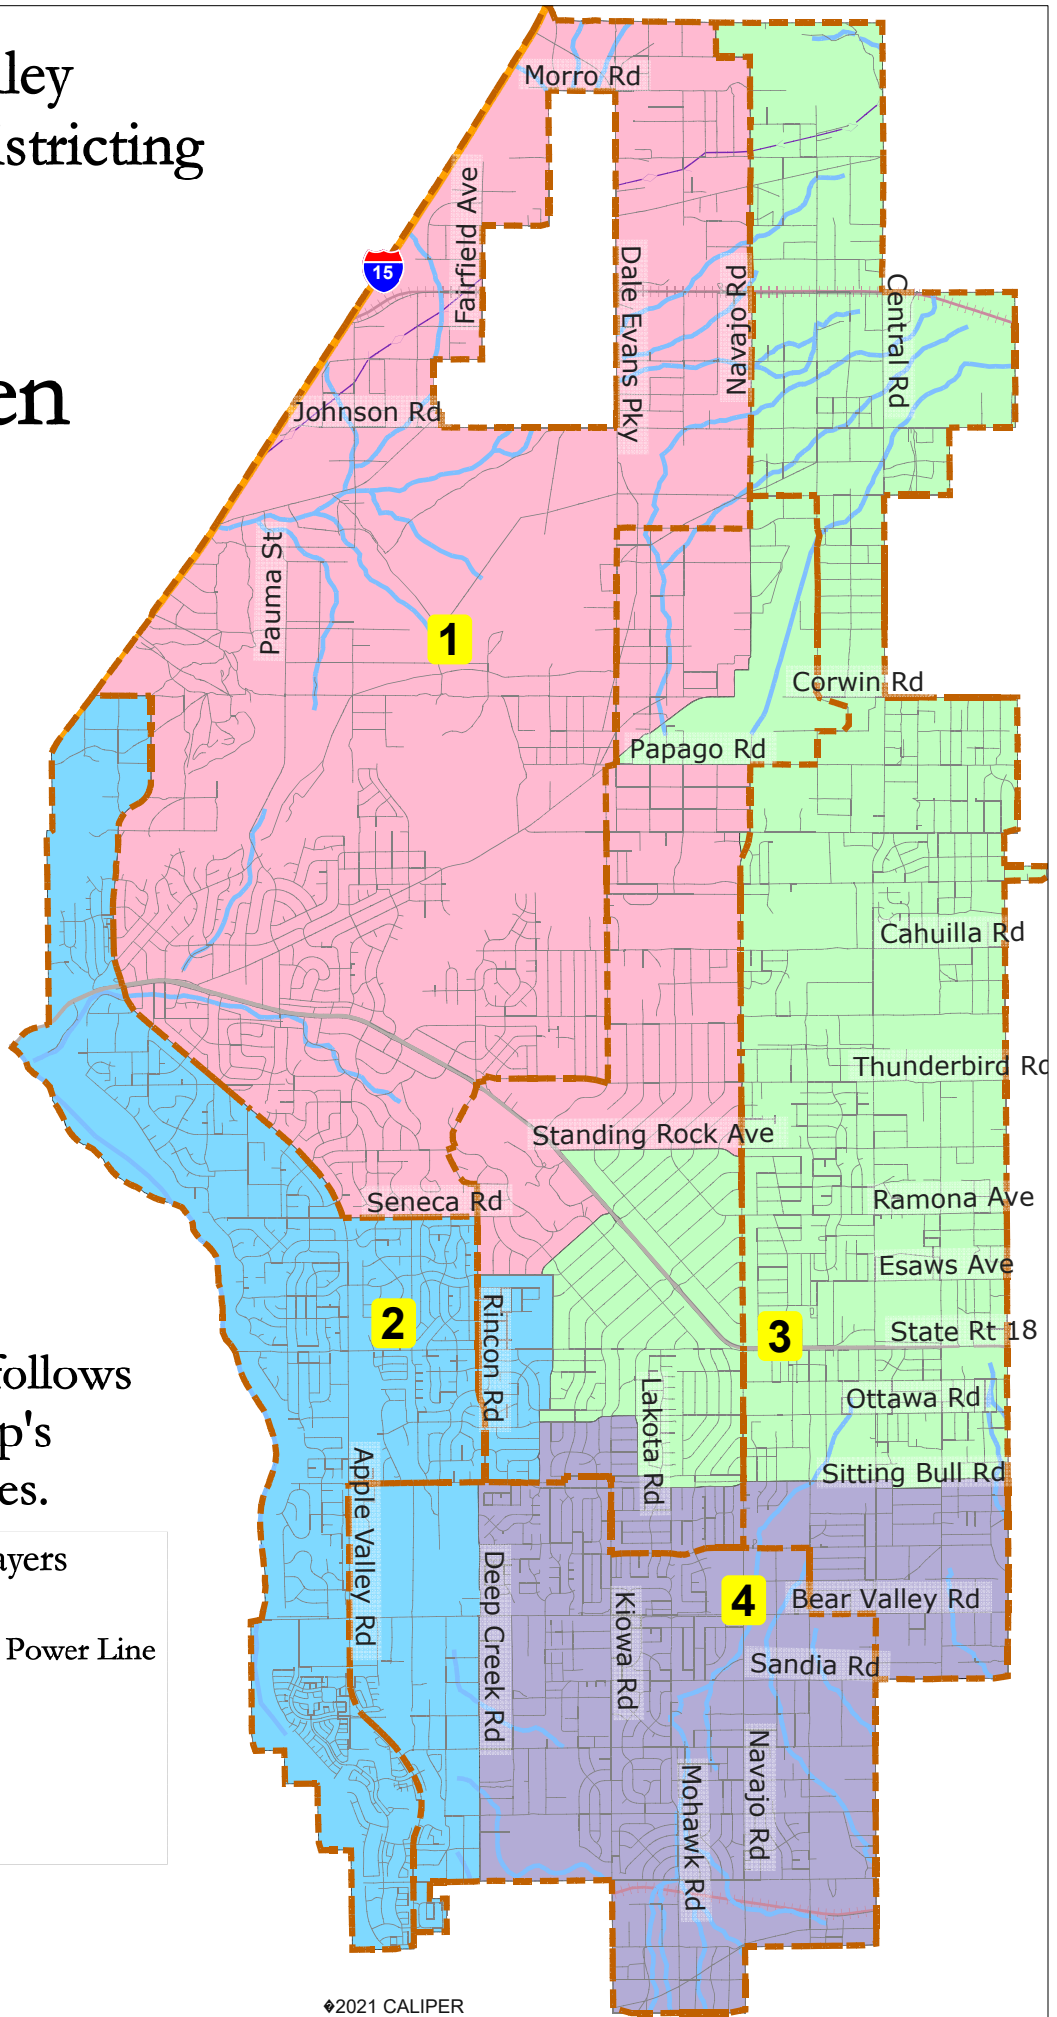 lley
istricting
en
follows
p's
es.
ayers
Power Line
Morro Rd
Fairfield Ave
15
Dale Evans Pky
Navajo Rd
Central Rd
Johnson Rd
Pauma St
1
Corwin Rd
Papago Rd
Cahuilla Rd
Thunderbird Rd
Standing Rock Ave
Ramona Ave
Seneca Rd
Esaws Ave
2
Rincon Rd
3
State Rt 18
Lakota Rd
Ottawa Rd
Sitting Bull Rd
Apple Valley Rd
Deep Creek Rd
Kiowa Rd
4
Bear Valley Rd
Sandia Rd
Navajo Rd
Mohawk Rd
�2021 CALIPER